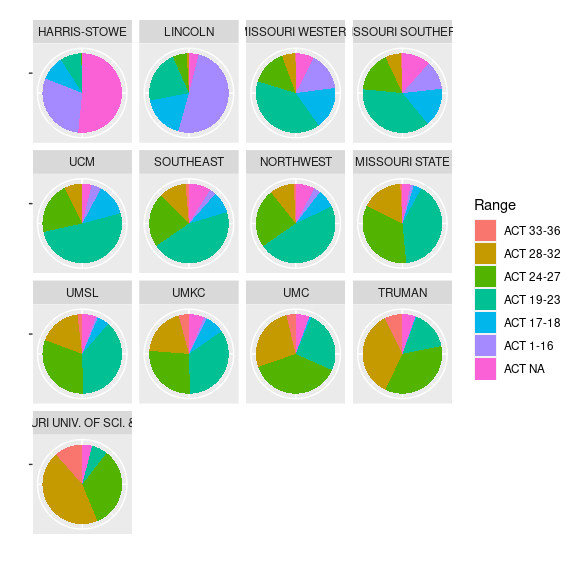 HARRIS-STOWE
LINCOLN
MISSOURI WESTER
SSOURI SOUTHER
UCM
SOUTHEAST
NORTHWEST
MISSOURI STATE
UMSL
UMKC
UMC
TRUMAN
URI UNIV. OF SCI. &
Range
ACT 33-36
ACT 28-32
ACT 24-27
ACT 19-23
ACT 17-18
ACT 1-16
ACT NA